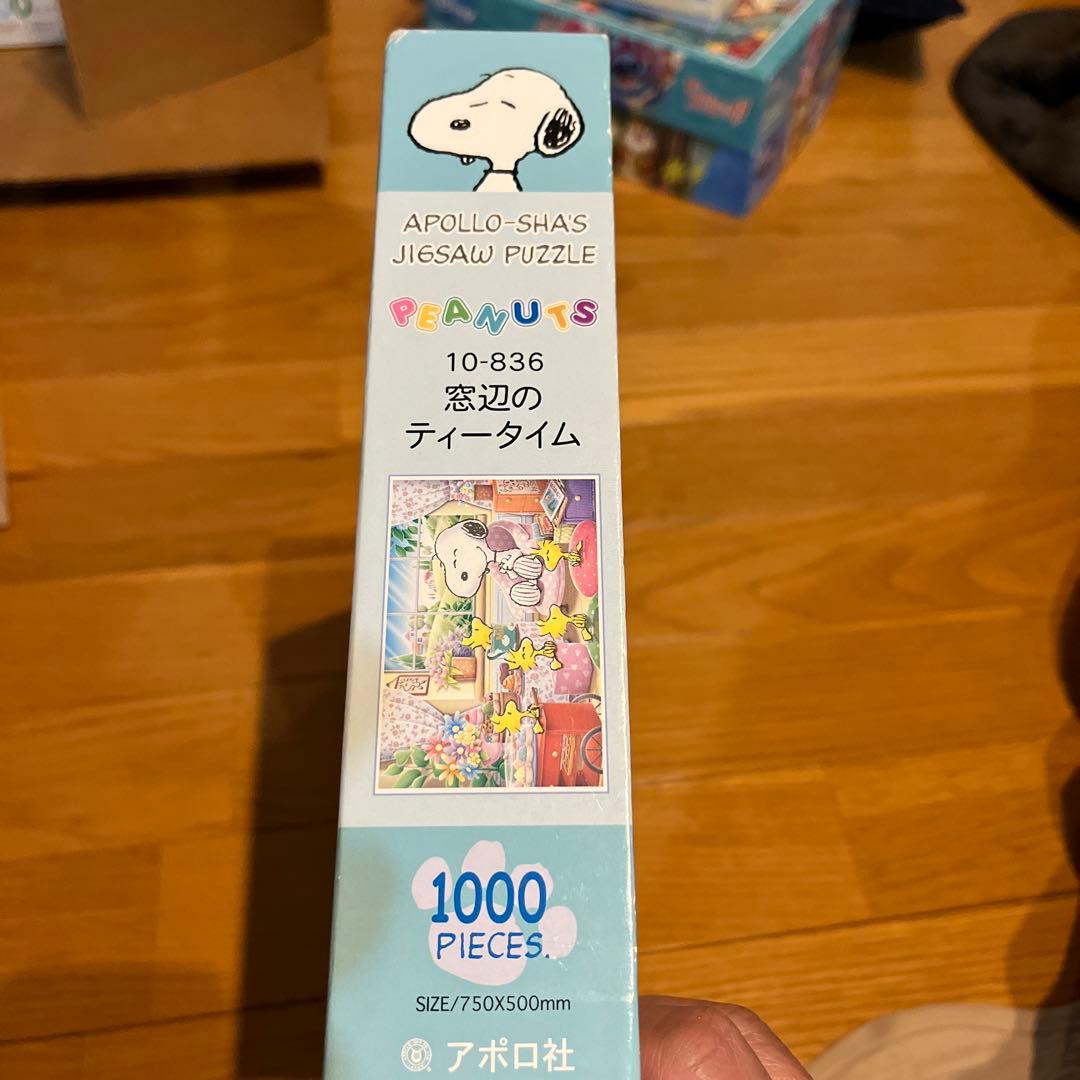 APOLLO-SHA'S
JIGSAW PUZZLE
PEANUTS
10-836
窓辺の
ティータイム
1000
PIECES.
SIZE/750X500mm
アポロ社